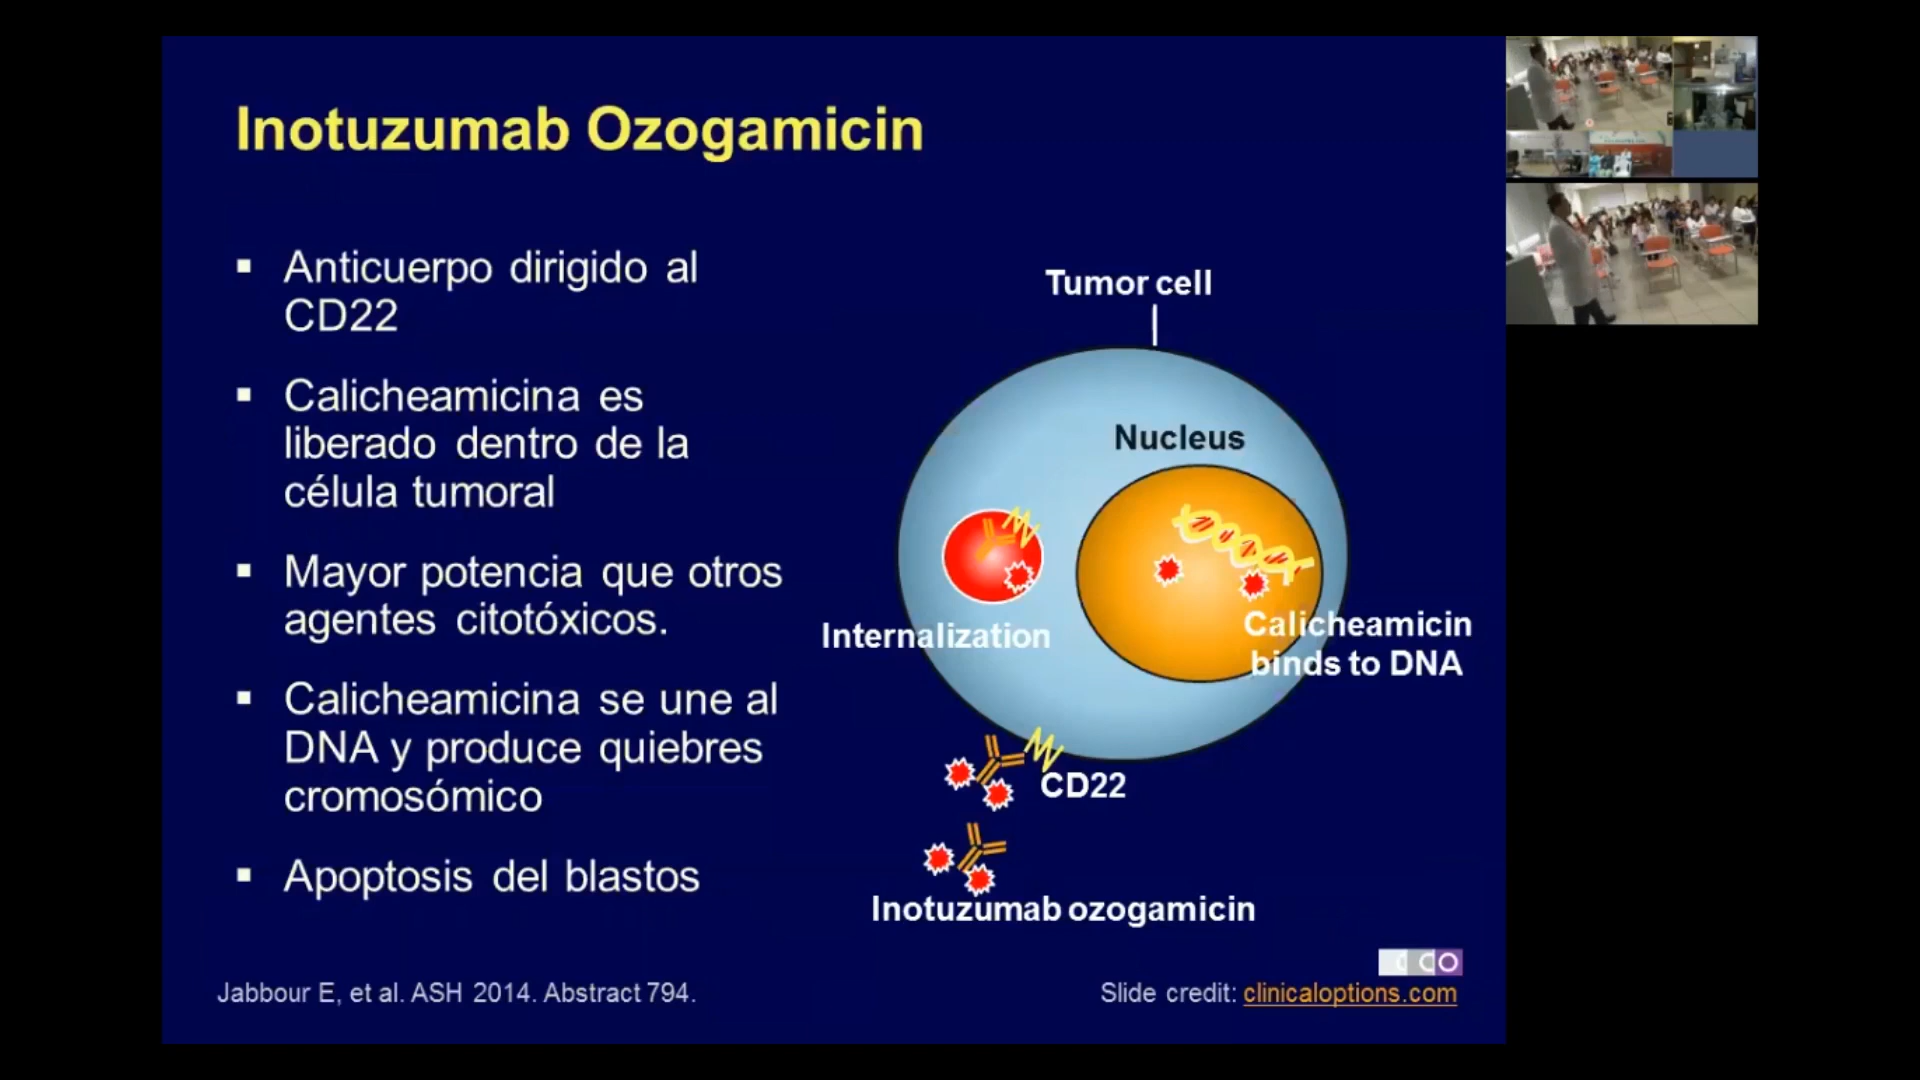 Inotuzumab Ozogamicin
Anticuerpo dirigido al
CD22
Calicheamicina es
liberado dentro de la
célula tumoral
Mayor potencia que otros
agentes citotóxicos.
Calicheamicina se une al
DNA y produce quiebres
cromosómico
Apoptosis del blastos
Tumor cell
Nucleus
Internalization
Calicheamicin
binds to DNA
CD22
Inotuzumab ozogamicin
Jabbour E, et al. ASH 2014. Abstract 794.
CCO
Slide credit: clinicaloptions.com